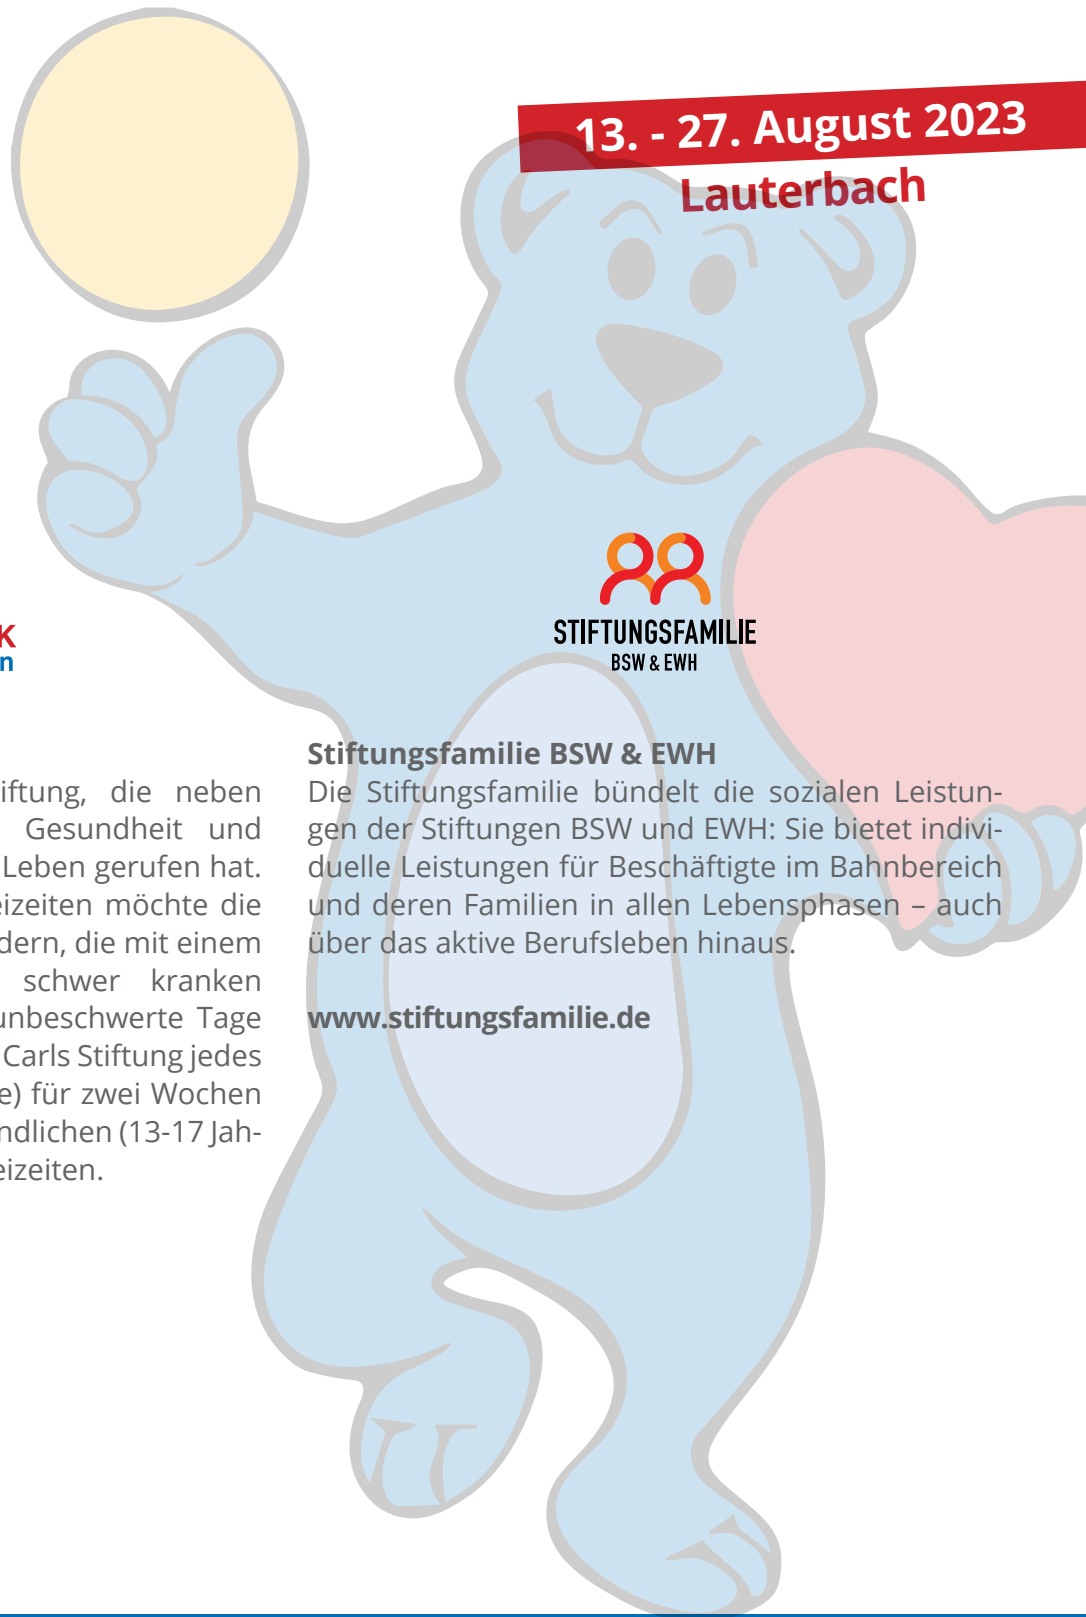 13. - 27. August 2023
Lauterbach
K
n
STIFTUNGSFAMILIE
BSW & EWH
iftung, die neben
Gesundheit und
Leben gerufen hat.
eizeiten möchte die
dern, die mit einem
schwer kranken
unbeschwerte Tage
Carls Stiftung jedes
e) für zwei Wochen
ndlichen (13-17 Jah-
eizeiten.
Stiftungsfamilie BSW & EWH
Die Stiftungsfamilie bündelt die sozialen Leistun-
gen der Stiftungen BSW und EWH: Sie bietet indivi-
duelle Leistungen für Beschäftigte im Bahnbereich
und deren Familien in allen Lebensphasen – auch
über das aktive Berufsleben hinaus.
www.stiftungsfamilie.de